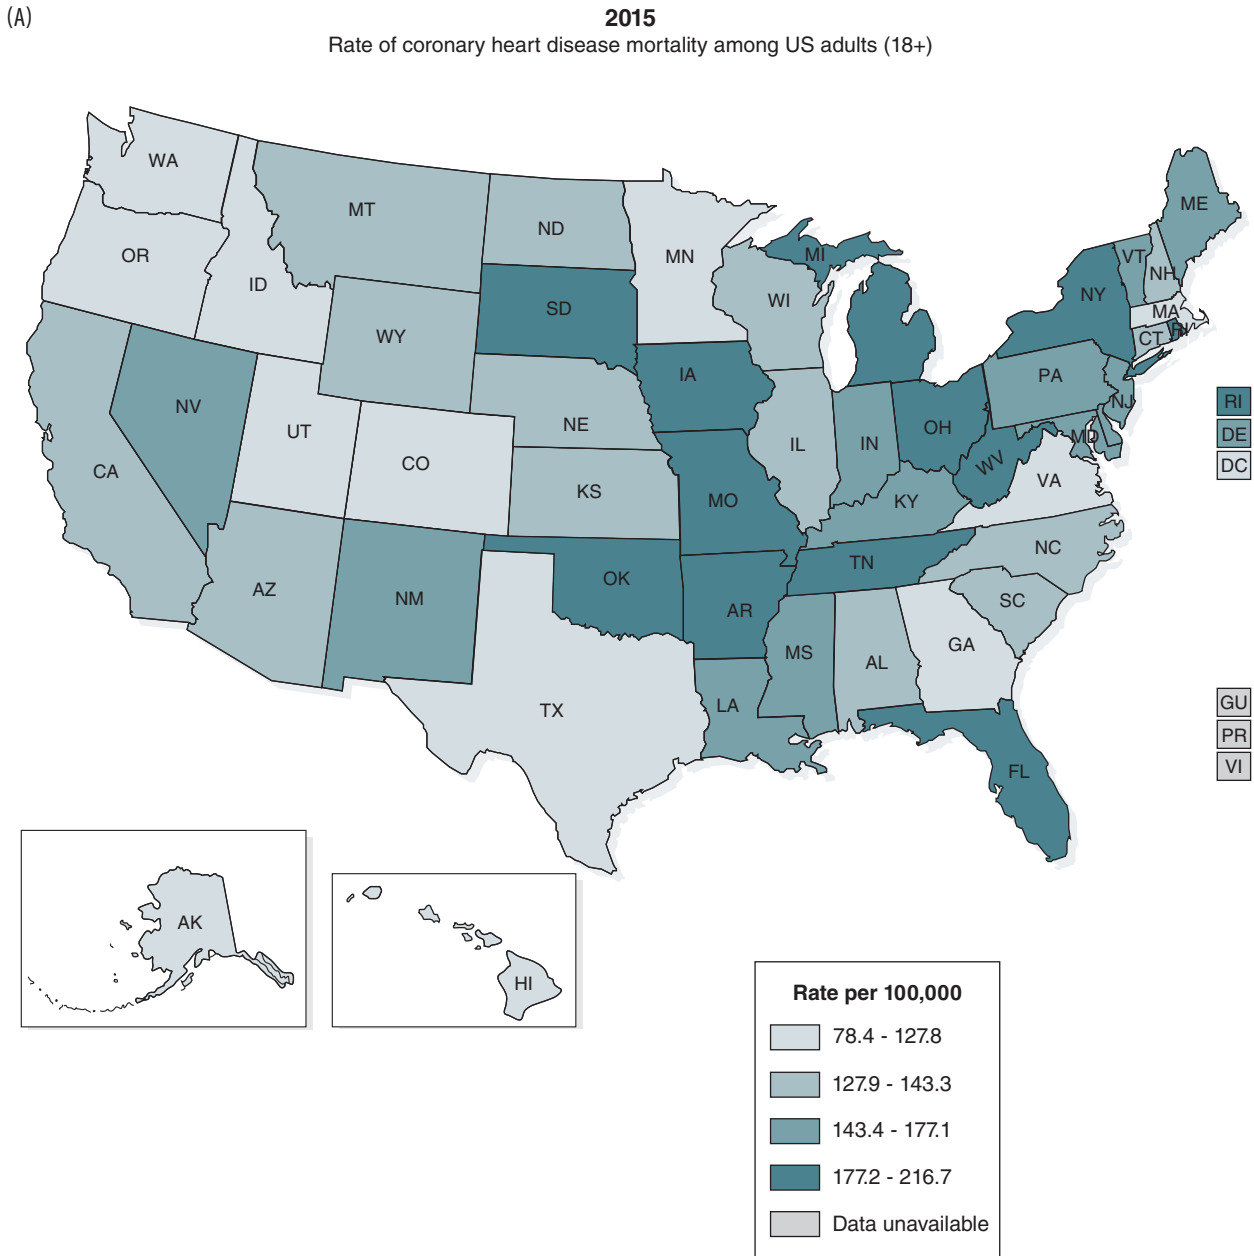 (A)
2015
Rate of coronary heart disease mortality among US adults (18+)
WA
MT
ND
MN
ME
OR
ID
SD
WI
MI
VT
NH
NY
MA
WY
CT
RI
IA
PA
NV
NE
NJ
RI
UT
CO
IL
IN
OH
MD
DE
CA
KS
MO
WV
VA
DC
KY
AZ
NM
OK
TN
NC
AR
SC
MS
AL
GA
TX
LA
GU
PR
FL
VI
AK
HI
Rate per 100,000
78.4 - 127.8
127.9 - 143.3
143.4 - 177.1
177.2 - 216.7
Data unavailable